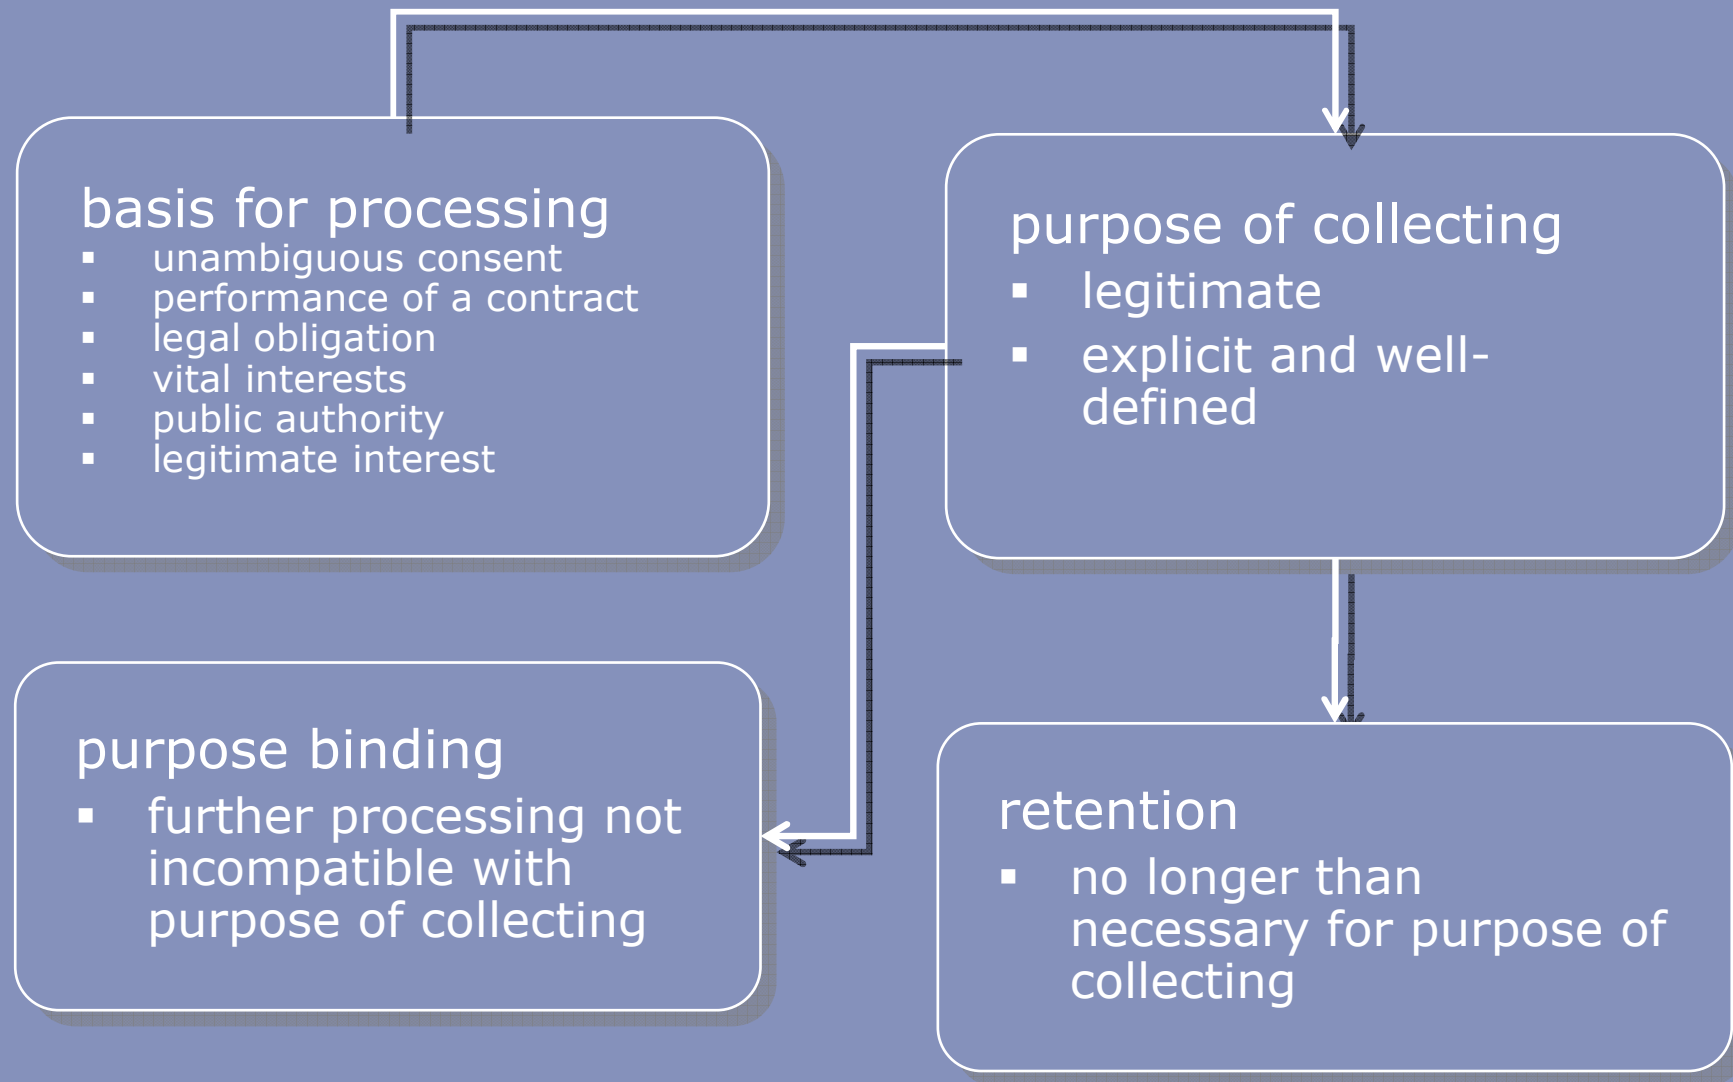 basis for processing
▪ unambiguous consent
▪ performance of a contract
▪ legal obligation
▪ vital interests
▪ public authority
▪ legitimate interest
purpose of collecting
▪ legitimate
▪ explicit and well-
defined
purpose binding
▪ further processing not
incompatible with
purpose of collecting
retention
▪ no longer than
necessary for purpose of
collecting